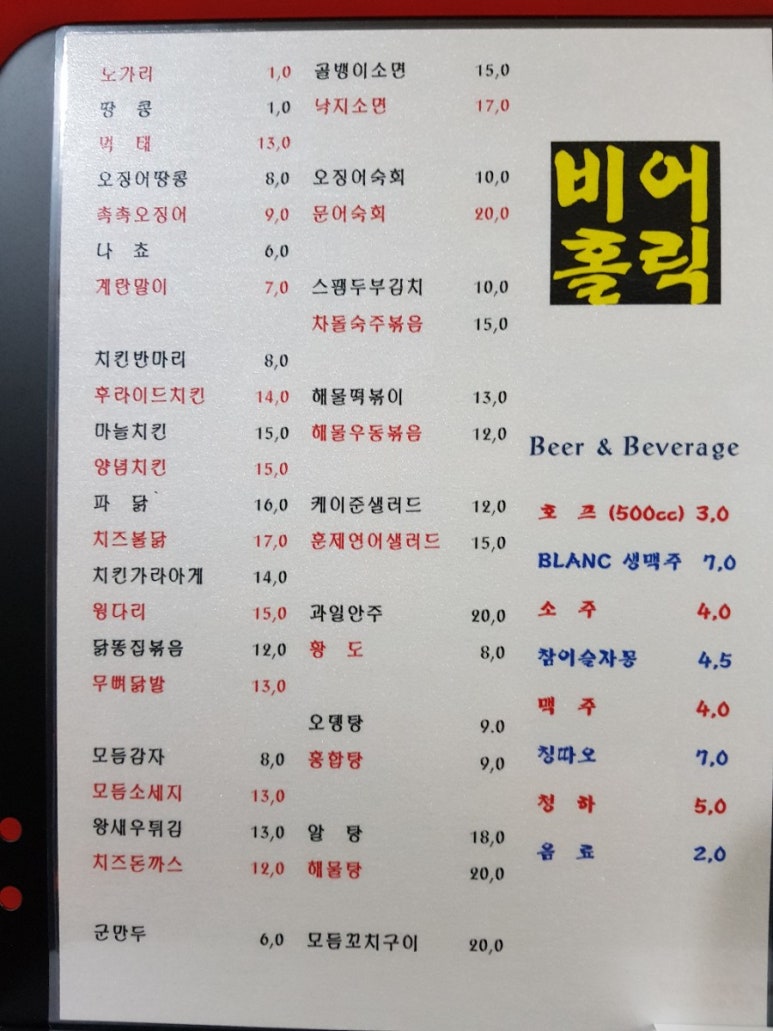 노가리 1,0
땅 콩 1,0
먹 태 13,0
오징어땅콩 8,0
촉촉오징어 9,0
나 쵸 6,0
계란말이 7,0
치킨반마리 8,0
후라이드치킨 14,0
마늘치킨 15,0
양념치킨 15,0
파 닭 16,0
치즈볼닭 17,0
치킨가라아게 14,0
윙다리 15,0
닭똥집볶음 12,0
무뼈닭발 13,0
모듬감자 8,0
모듬소세지 13,0
왕새우튀김 13,0
치즈돈까스 12,0
군만두 6,0
골뱅이소면 15,0
낙지소면 17,0
오징어숙회 10,0
문어숙회 20,0
스팸두부김치 10,0
차돌숙주볶음 15,0
해물떡볶이 13,0
해물우동볶음 12,0
케이준샐러드 12,0
훈제연어샐러드 15,0
과일안주 20,0
황 도 8,0
오뎅탕 9.0
홍합탕 9,0
알 탕 18,0
해물탕 20,0
모듬꼬치구이 20,0
비어
홀릭
Beer & Beverage
호 프 (500cc) 3,0
BLANC 생맥주 7,0
소 주 4,0
참이슬자몽 4,5
맥 주 4,0
칭따오 7,0
청 하 5,0
음 료 2,0